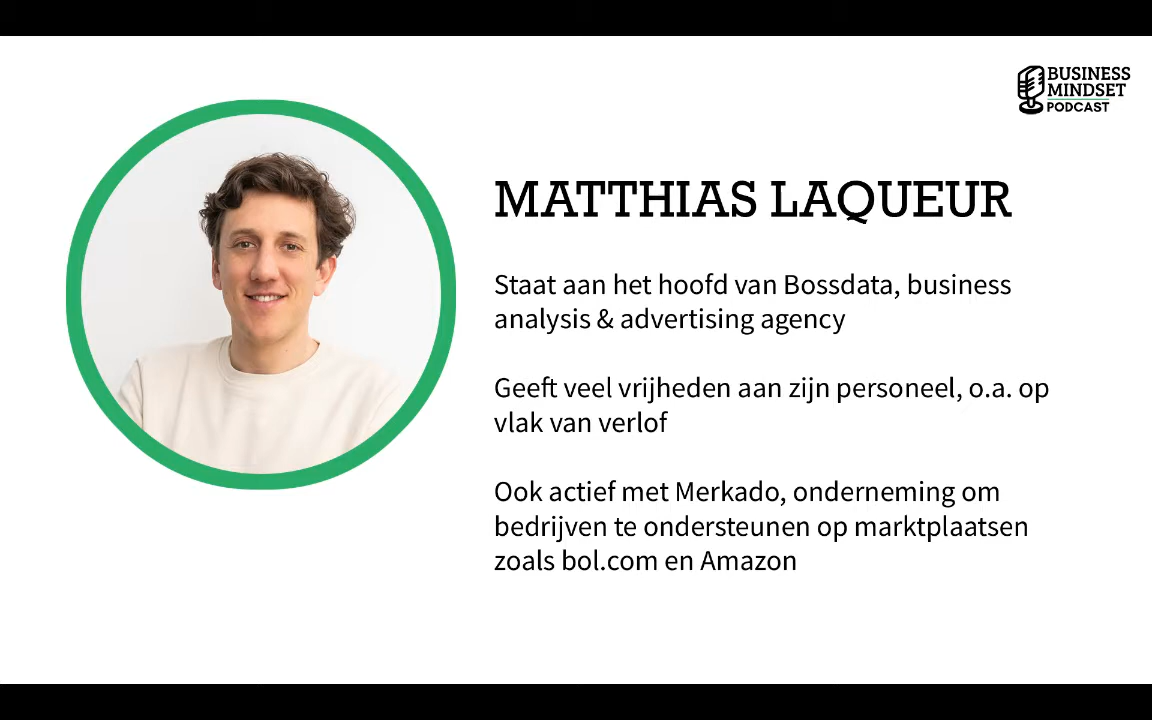 BUSINESS
MINDSET
PODCAST
MATTHIAS LAQUEUR
Staat aan het hoofd van Bossdata, business
analysis & advertising agency
Geeft veel vrijheden aan zijn personeel, o.a. op
vlak van verlof
Ook actief met Merkado, onderneming om
bedrijven te ondersteunen op marktplaatsen
zoals bol.com en Amazon